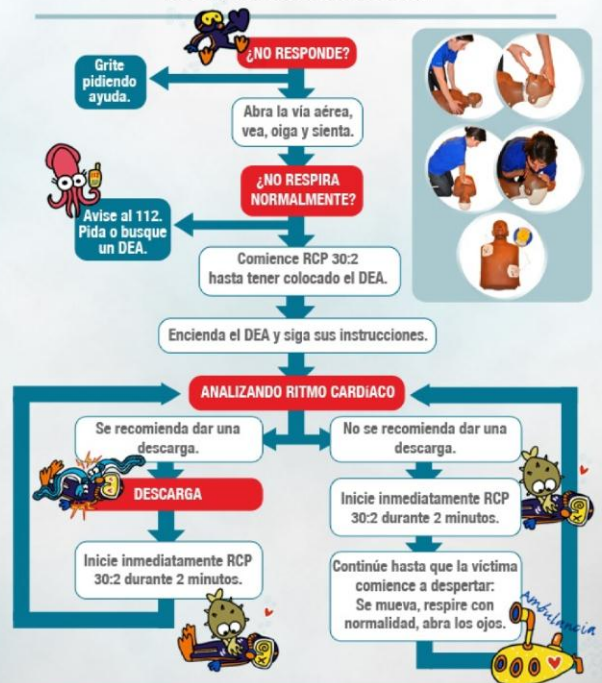 ¿NO RESPONDE?
Grite
pidiendo
ayuda.
Abra la vía aérea,
vea, oiga y sienta.
¿NO RESPIRA
NORMALMENTE?
Avise al 112.
Pida o busque
un DEA.
Comience RCP 30:2
hasta tener colocado el DEA.
Encienda el DEA y siga sus instrucciones.
ANALIZANDO RITMO CARDíACO
Se recomienda dar una
descarga.
DESCARGA
Inicie inmediatamente RCP
30:2 durante 2 minutos.
No se recomienda dar una
descarga.
Inicie inmediatamente RCP
30:2 durante 2 minutos.
Continúe hasta que la víctima
comience a despertar:
Se mueva, respire con
normalidad, abra los ojos.
Ambulancia